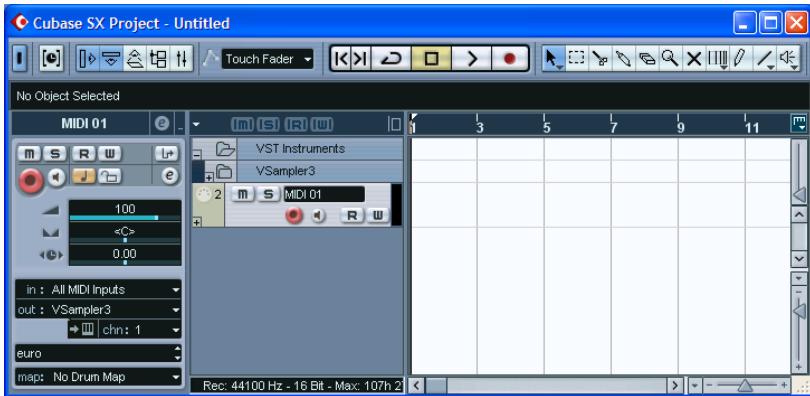 Cubase SX Project - Untitled
Touch Fader
No Object Selected
MIDI 01 e
m S R W
1 3 5 7 9 11
m S R W
VST Instruments
e
VSampler3
2 m S MIDI 01
R W
100
<C>
0.00
in : All MIDI Inputs
out : VSampler3
chn : 1
euro
map: No Drum Map
Rec: 44100 Hz - 16 Bit - Max: 107h 2